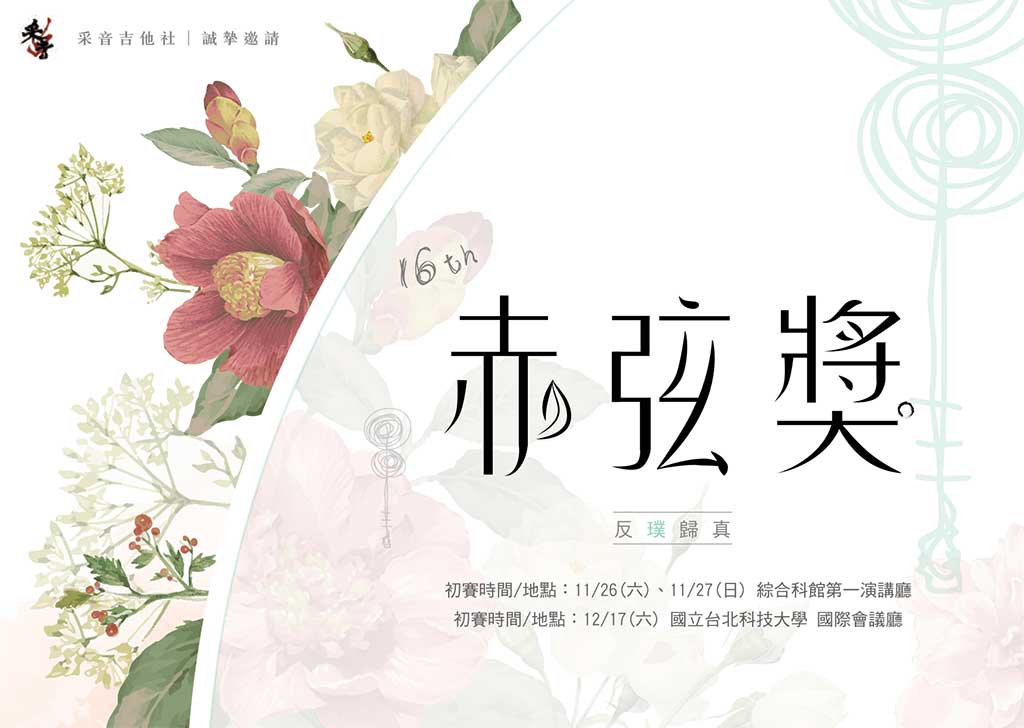 采音
采音吉他社｜誠摯邀請
16th
赤弦獎
反璞歸真
初賽時間/地點：11/26(六)、11/27(日) 綜合科館第一演講廳
初賽時間/地點：12/17(六) 國立台北科技大學 國際會議廳